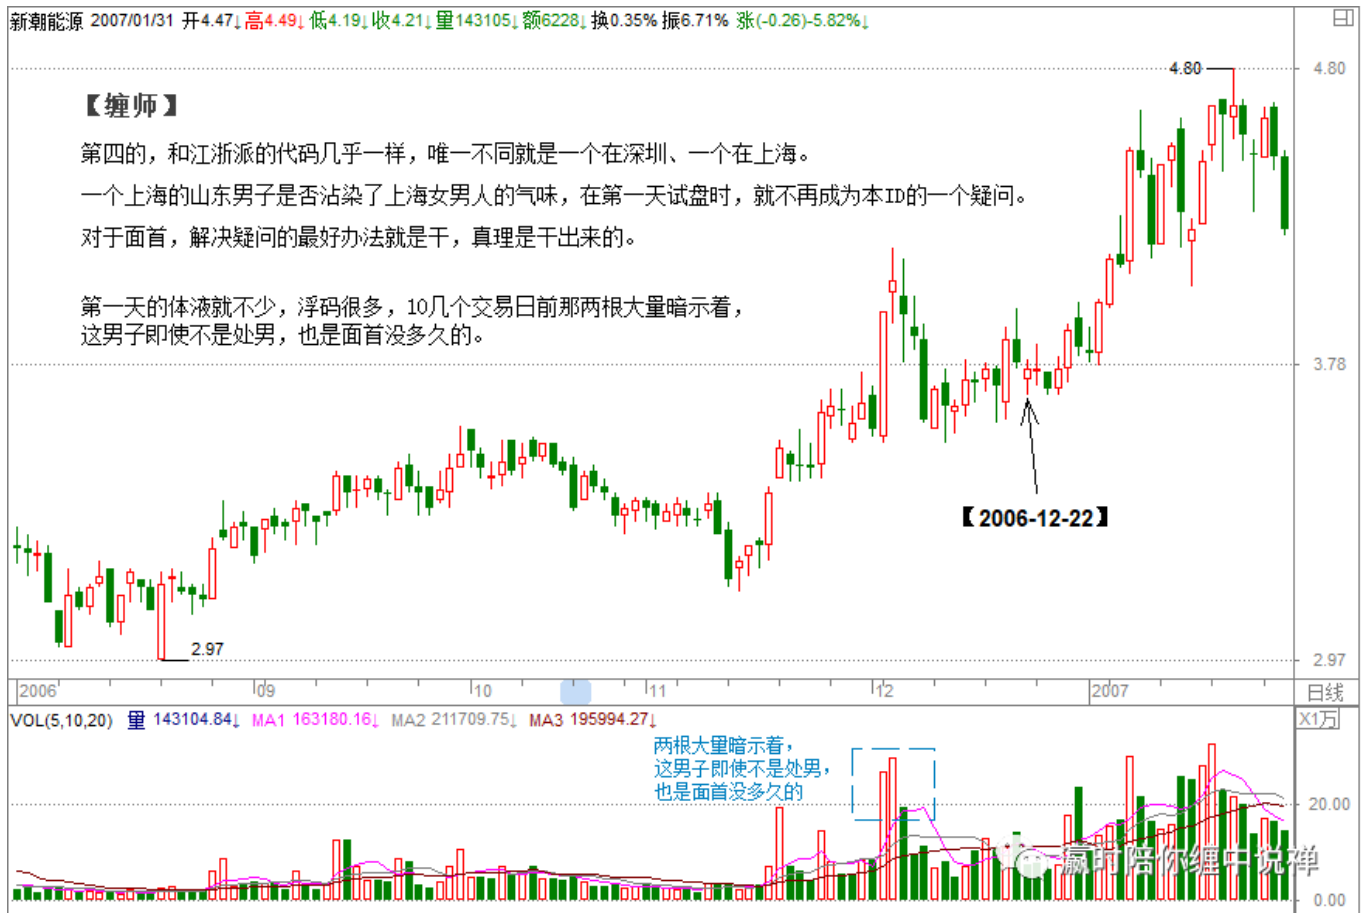 新潮能源 2007/01/31 开4.47↓高4.49↓低4.19↓收4.21↓量143105↓额6228↓换0.35% 振6.71% 涨(-0.26)-5.82%↓
4.80
4.80
【缠师】
第四的，和江浙派的代码几乎一样，唯一不同就是一个在深圳、一个在上海。
一个上海的山东男子是否沾染了上海女男人的气味，在第一天试盘时，就不再成为本ID的一个疑问。
对于面首，解决疑问的最好办法就是干，真理是干出来的。
第一天的体液就不少，浮码很多，10几个交易日前那两根大量暗示着，
这男子即使不是处男，也是面首没多久的。
3.78
【2006-12-22】
2.97
2.97
2006 09 10 11 12 2007 日线
VOL(5,10,20) 量 143104.84↓ MA1 163180.16↓ MA2 211709.75↓ MA3 195994.27↓ X1万
两根大量暗示着，
这男子即使不是处男，
也是面首没多久的
20.00
赢时陪你缠中说禅
0.00